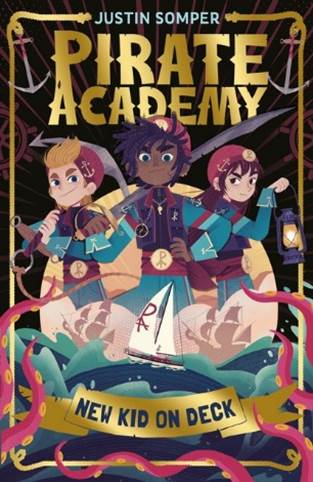 JUSTIN SOMPER
PIRATE
ACADEMY
NEW KID ON DECK